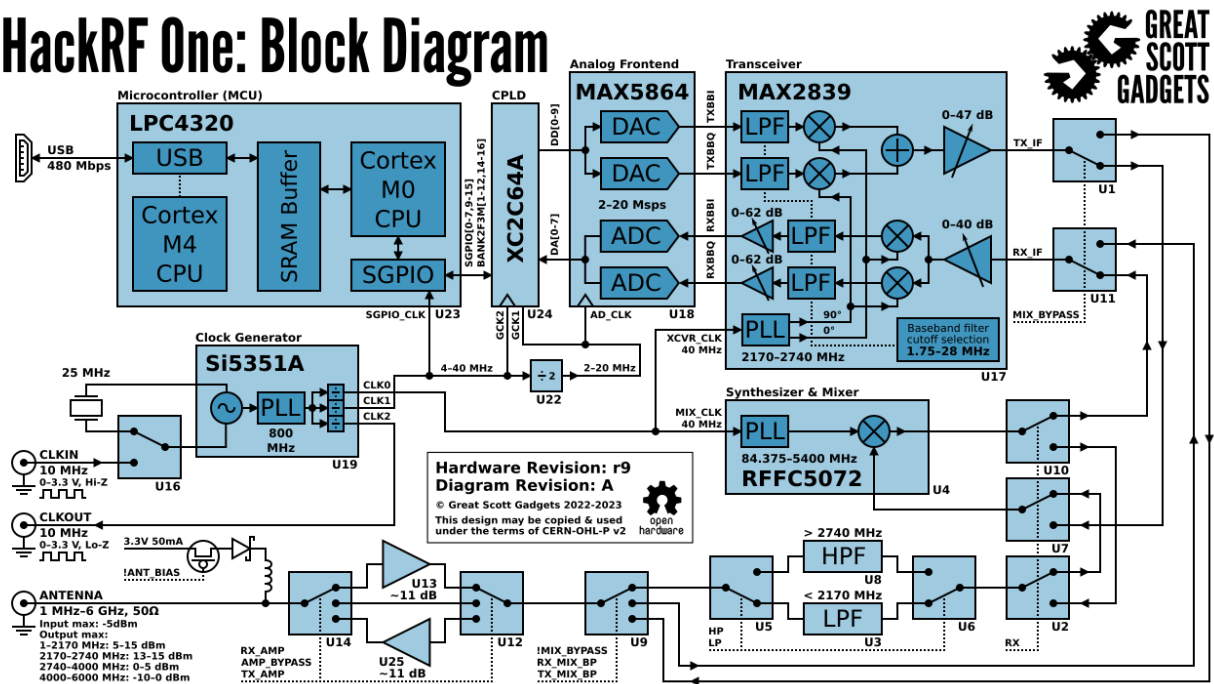 HackRF One: Block Diagram
GREAT
SCOTT
GADGETS
Microcontroller (MCU)
LPC4320
USB
480 Mbps
USB
Cortex
M4
CPU
SRAM Buffer
Cortex
M0
CPU
SGPIO
SGPIO_CLK
U23
SGPIO[0-7,9-15]
BANK2F3M[1-12,14-16]
CPLD
XC2C64A
GCK2
GCK1
U24
DD[0-9]
DA[0-7]
Analog Frontend
MAX5864
DAC
DAC
2–20 Msps
ADC
ADC
AD_CLK
U18
TXBBI
TXBBQ
RXBBI
RXBBQ
Transceiver
MAX2839
LPF
LPF
0–47 dB
0–62 dB
LPF
0–62 dB
LPF
0–40 dB
PLL
90°
0°
2170–2740 MHz
Baseband filter
cutoff selection
1.75–28 MHz
U17
XCVR_CLK
40 MHz
TX_IF
U1
RX_IF
U11
MIX_BYPASS
Clock Generator
Si5351A
25 MHz
PLL
800
MHz
÷
÷
÷
CLK0
CLK1
CLK2
U19
4–40 MHz
÷2
U22
2–20 MHz
CLKIN
10 MHz
0–3.3 V, Hi-Z
U16
CLKOUT
10 MHz
0–3.3 V, Lo-Z
Synthesizer & Mixer
MIX_CLK
40 MHz
PLL
84.375–5400 MHz
RFFC5072
U4
U10
U7
Hardware Revision: r9
Diagram Revision: A
© Great Scott Gadgets 2022-2023
This design may be copied & used
under the terms of CERN-OHL-P v2
open
hardware
3.3V 50mA
!ANT_BIAS
ANTENNA
1 MHz–6 GHz, 50Ω
Input max: -5dBm
Output max:
1–2170 MHz: 5–15 dBm
2170–2740 MHz: 13–15 dBm
2740–4000 MHz: 0–5 dBm
4000–6000 MHz: -10–0 dBm
U14
U13
~11 dB
U25
~11 dB
U12
RX_AMP
AMP_BYPASS
TX_AMP
U9
!MIX_BYPASS
RX_MIX_BP
TX_MIX_BP
U5
HP
LP
> 2740 MHz
HPF
U8
< 2170 MHz
LPF
U3
U6
U2
RX